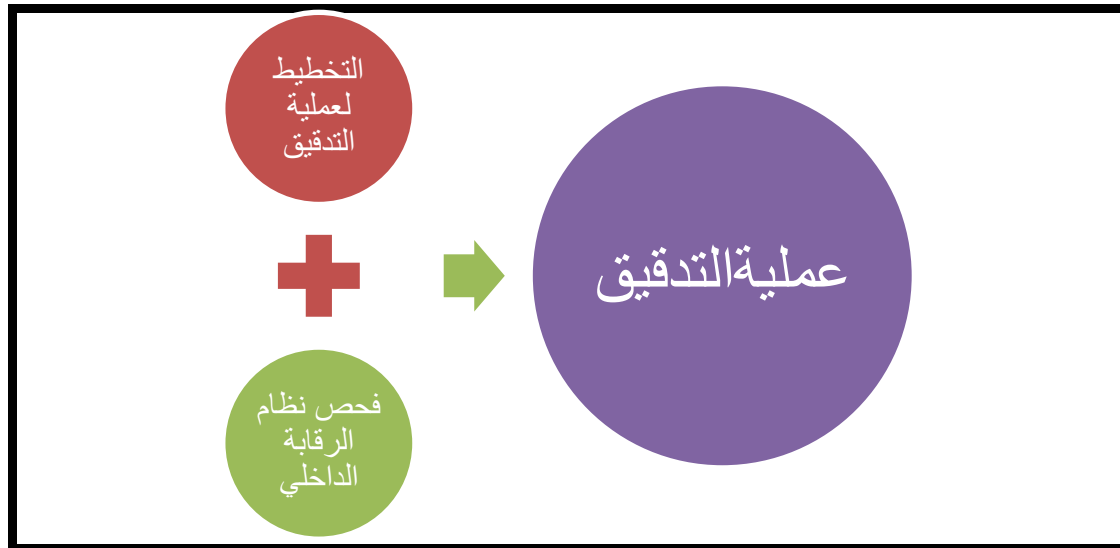 التخطيط
لعملية
التدقيق
فحص نظام
الرقابة
الداخلي
عمليةالتدقيق